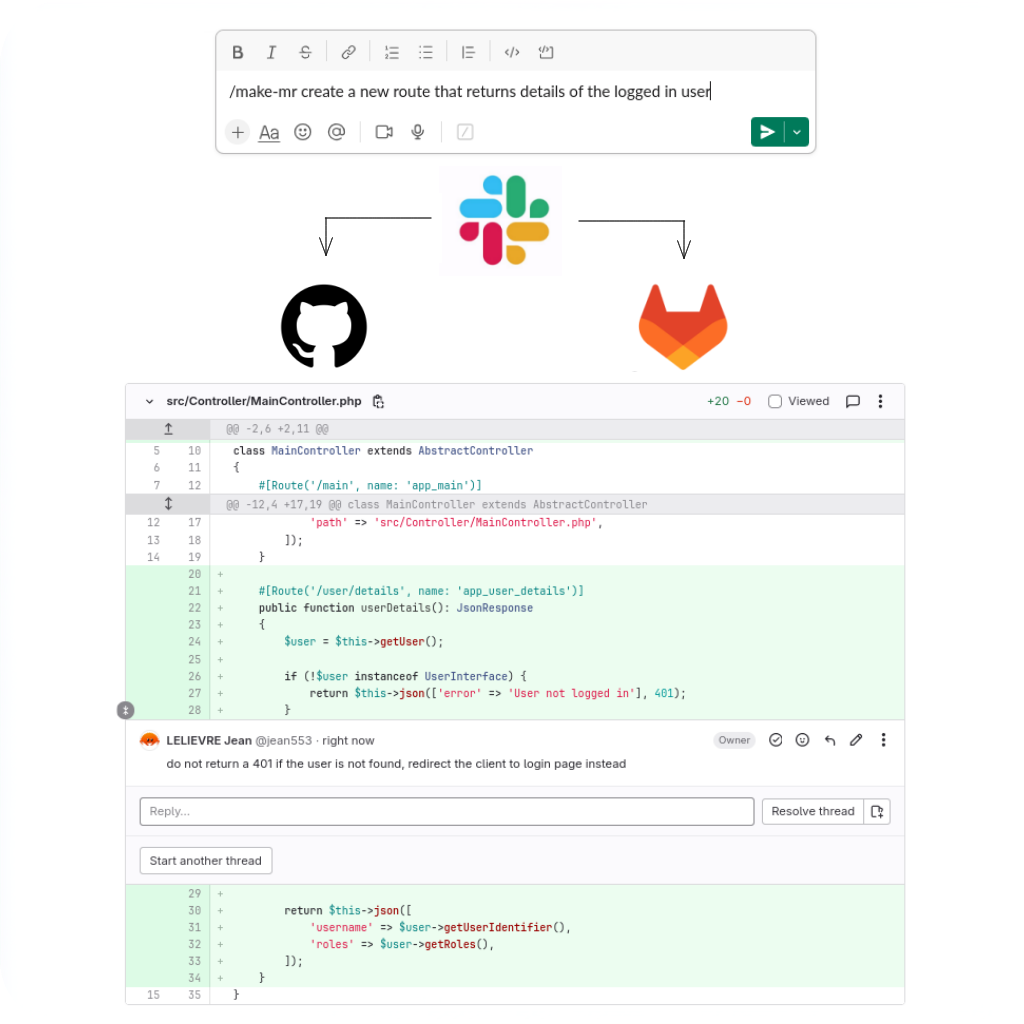 /make-mr create a new route that returns details of the logged in user
Aa
src/Controller/MainController.php +20 −0 Viewed
@@ -2,6 +2,11 @@
5 10 class MainController extends AbstractController
6 11 {
7 12 #[Route('/main', name: 'app_main')]
@@ -12,4 +17,19 @@ class MainController extends AbstractController
12 17 'path' => 'src/Controller/MainController.php',
13 18 ]);
14 19 }
20 +
21 + #[Route('/user/details', name: 'app_user_details')]
22 + public function userDetails(): JsonResponse
23 + {
24 + $user = $this->getUser();
25 +
26 + if (!$user instanceof UserInterface) {
27 + return $this->json(['error' => 'User not logged in'], 401);
28 + }
LELIEVRE Jean @jean553 · right now Owner
do not return a 401 if the user is not found, redirect the client to login page instead
Reply... Resolve thread
Start another thread
29 +
30 + return $this->json([
31 + 'username' => $user->getUserIdentifier(),
32 + 'roles' => $user->getRoles(),
33 + ]);
34 + }
15 35 }